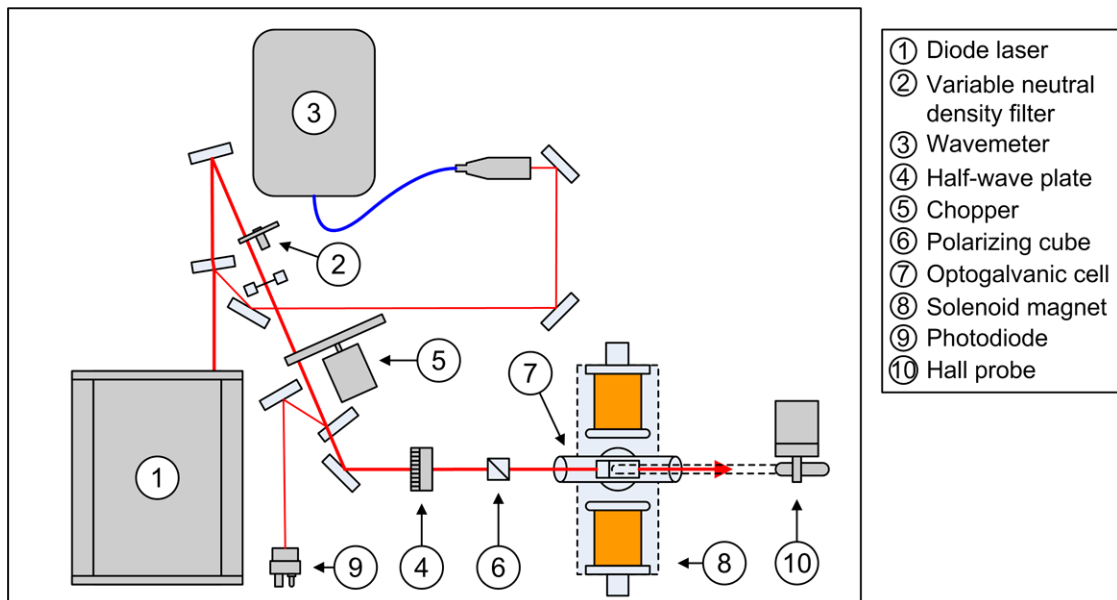 3
2
5
7
1
9
4
6
8
10
① Diode laser
② Variable neutral
density filter
③ Wavemeter
④ Half-wave plate
⑤ Chopper
⑥ Polarizing cube
⑦ Optogalvanic cell
⑧ Solenoid magnet
⑨ Photodiode
⑩ Hall probe